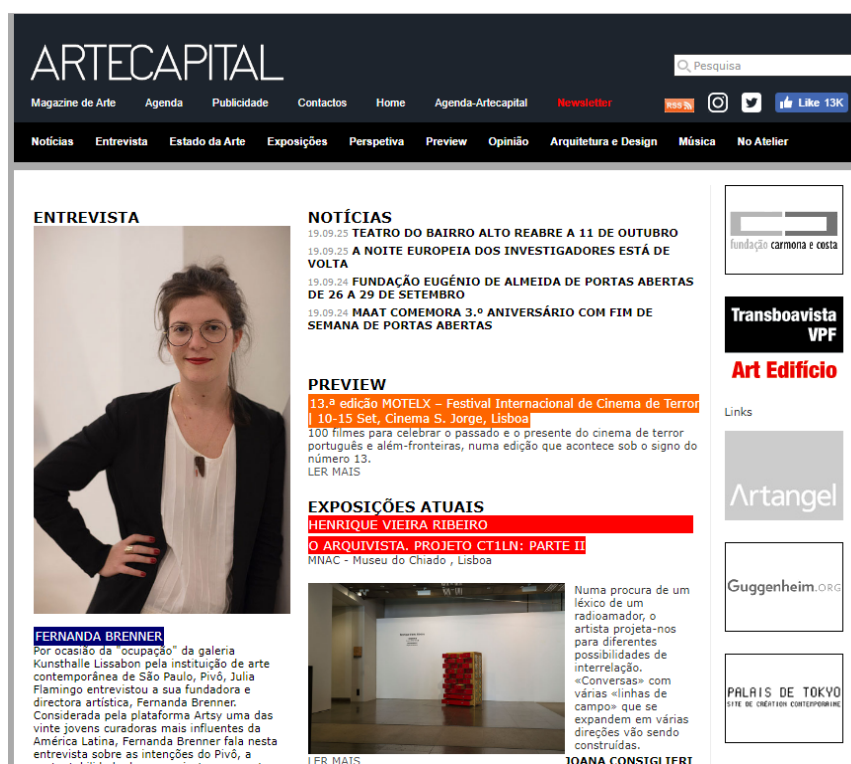 ARTECAPITAL
Pesquisa
Magazine de Arte Agenda Publicidade Contactos Home Agenda-Artecapital Newsletter RSS Like 13K
Notícias Entrevista Estado da Arte Exposições Perspetiva Preview Opinião Arquitetura e Design Música No Atelier
ENTREVISTA
FERNANDA BRENNER
Por ocasião da "ocupação" da galeria
Kunsthalle Lissabon pela instituição de arte
contemporânea de São Paulo, Pivô, Julia
Flamingo entrevistou a sua fundadora e
directora artística, Fernanda Brenner.
Considerada pela plataforma Artsy uma das
vinte jovens curadoras mais influentes da
América Latina, Fernanda Brenner fala nesta
entrevista sobre as intenções do Pivô, a
NOTÍCIAS
19.09.25 TEATRO DO BAIRRO ALTO REABRE A 11 DE OUTUBRO
19.09.25 A NOITE EUROPEIA DOS INVESTIGADORES ESTÁ DE
VOLTA
19.09.24 FUNDAÇÃO EUGÉNIO DE ALMEIDA DE PORTAS ABERTAS
DE 26 A 29 DE SETEMBRO
19.09.24 MAAT COMEMORA 3.º ANIVERSÁRIO COM FIM DE
SEMANA DE PORTAS ABERTAS
PREVIEW
13.ª edição MOTELX – Festival Internacional de Cinema de Terror
| 10-15 Set, Cinema S. Jorge, Lisboa
100 filmes para celebrar o passado e o presente do cinema de terror
português e além-fronteiras, numa edição que acontece sob o signo do
número 13.
LER MAIS
EXPOSIÇÕES ATUAIS
HENRIQUE VIEIRA RIBEIRO
O ARQUIVISTA. PROJETO CT1LN: PARTE II
MNAC - Museu do Chiado , Lisboa
Numa procura de um
léxico de um
radioamador, o
artista projeta-nos
para diferentes
possibilidades de
interrelação.
«Conversas» com
várias «linhas de
campo» que se
expandem em várias
direções vão sendo
construídas.
LER MAIS JOANA CONSIGLIERI
fundação carmona e costa
Transboavista
VPF
Art Edifício
Links
Artangel
Guggenheim.ORG
PALAIS DE TOKYO
SITE DE CRÉATION CONTEMPORAINE